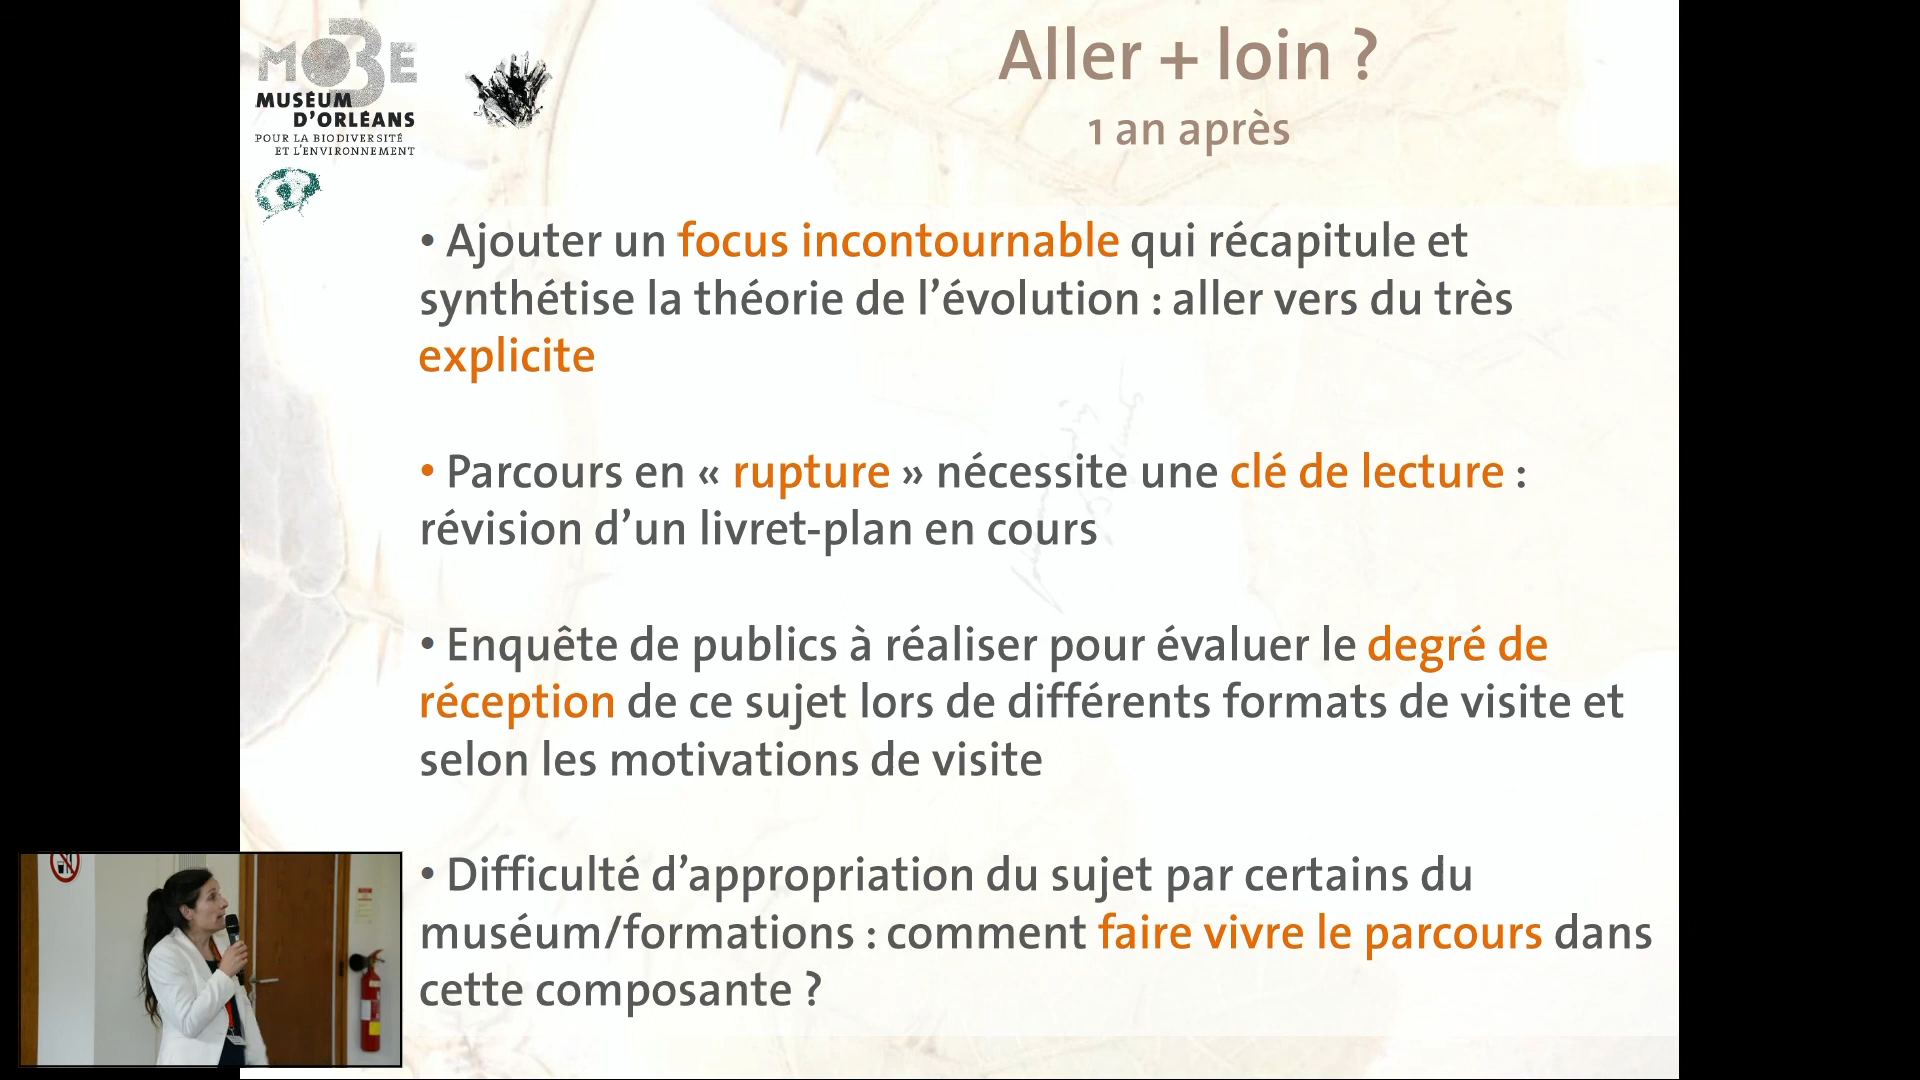 MOBE
MUSÉUM
D'ORLÉANS
POUR LA BIODIVERSITÉ
ET L'ENVIRONNEMENT
Aller + loin ?
1 an après
• Ajouter un focus incontournable qui récapitule et
synthétise la théorie de l’évolution : aller vers du très
explicite
• Parcours en « rupture » nécessite une clé de lecture :
révision d’un livret-plan en cours
• Enquête de publics à réaliser pour évaluer le degré de
réception de ce sujet lors de différents formats de visite et
selon les motivations de visite
• Difficulté d’appropriation du sujet par certains du
muséum/formations : comment faire vivre le parcours dans
cette composante ?